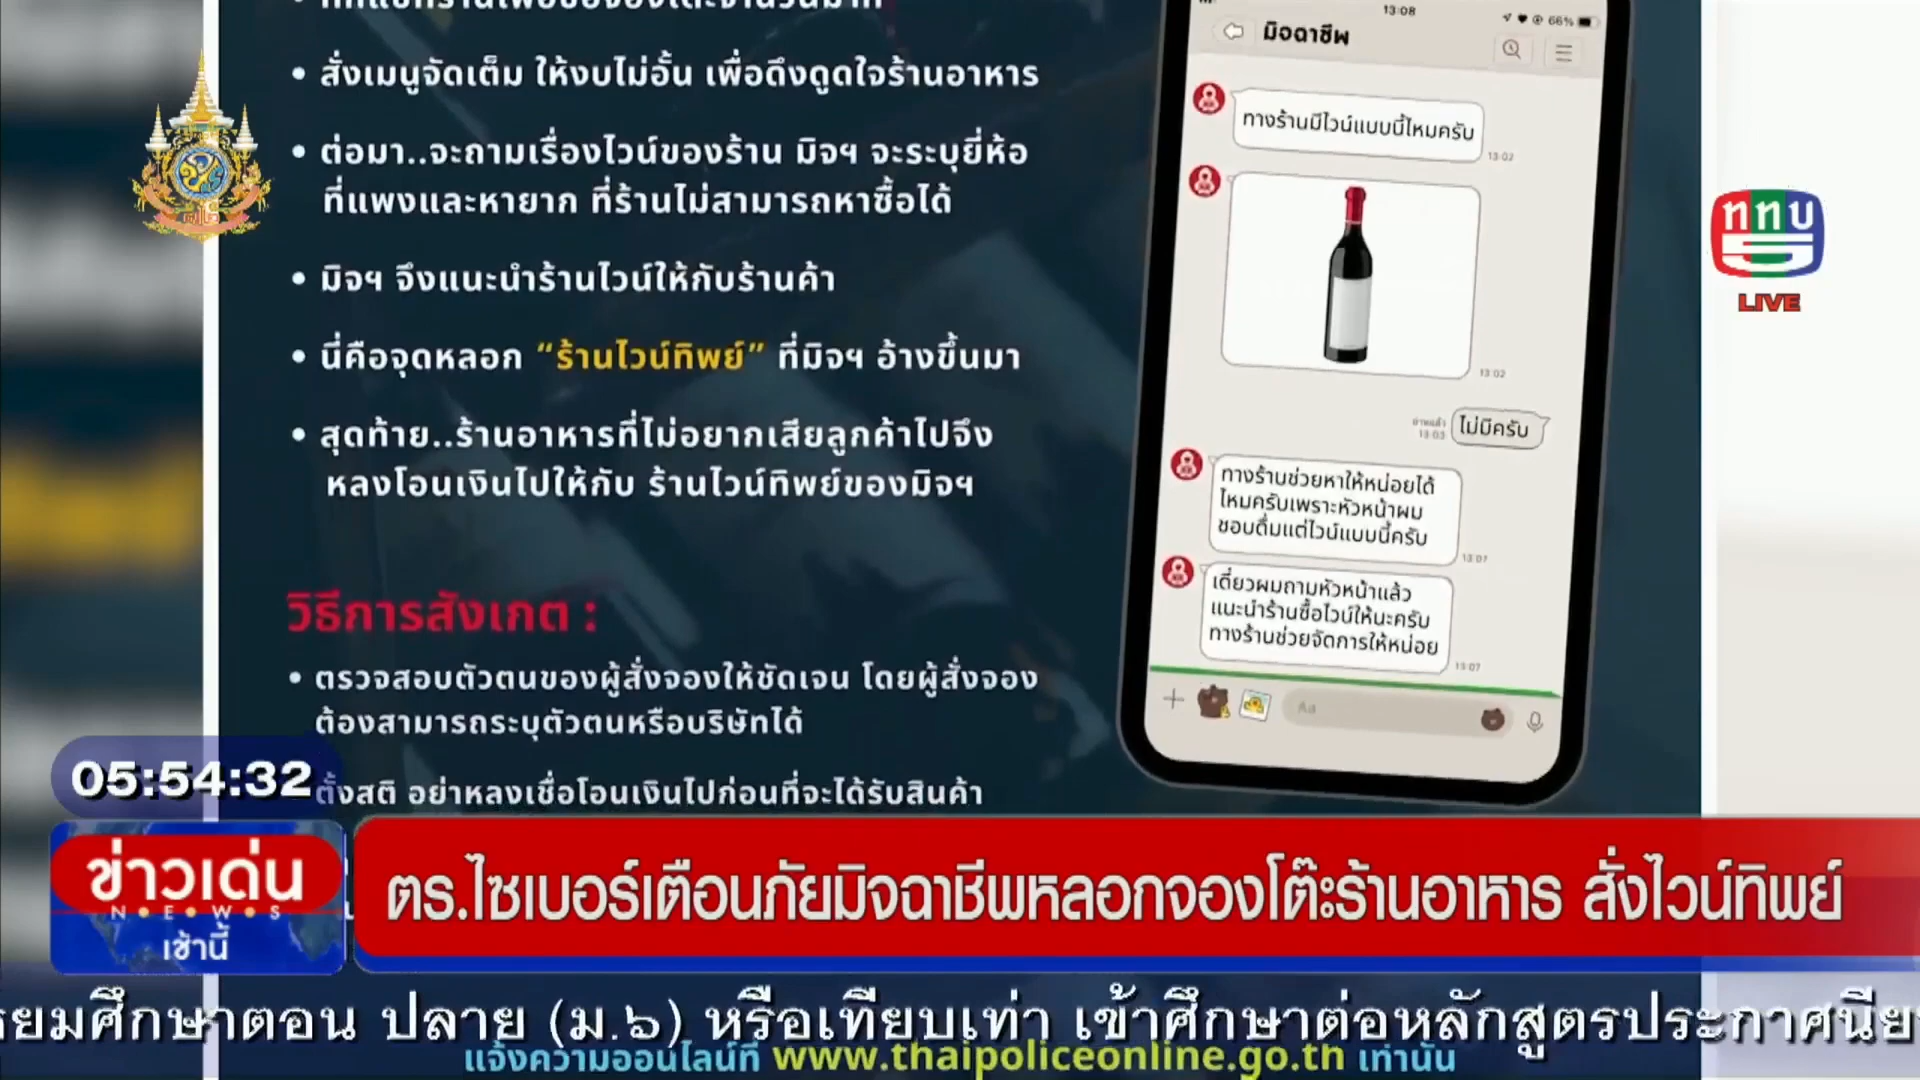 • สั่งเมนูจัดเต็ม ให้งบไม่อั้น เพื่อดึงดูดใจร้านอาหาร
• ต่อมา..จะถามเรื่องไวน์ของร้าน มิจฯ จะระบุยี่ห้อ
ที่แพงและหายาก ที่ร้านไม่สามารถหาซื้อได้
• มิจฯ จึงแนะนำร้านไวน์ให้กับร้านค้า
• นี่คือจุดหลอก “ร้านไวน์ทิพย์” ที่มิจฯ อ้างขึ้นมา
• สุดท้าย..ร้านอาหารที่ไม่อยากเสียลูกค้าไปจึง
หลงโอนเงินไปให้กับ ร้านไวน์ทิพย์ของมิจฯ
วิธีการสังเกต :
• ตรวจสอบตัวตนของผู้สั่งจองให้ชัดเจน โดยผู้สั่งจอง
ต้องสามารถระบุตัวตนหรือบริษัทได้
ตั้งสติ อย่าหลงเชื่อโอนเงินไปก่อนที่จะได้รับสินค้า
13:08
66%
มิจฉาชีพ
ทางร้านมีไวน์แบบนี้ไหมครับ
13:02
13:02
อ่านแล้ว
13:03
ไม่มีครับ
ทางร้านช่วยหาให้หน่อยได้
ไหมครับเพราะหัวหน้าผม
ชอบดื่มแต่ไวน์แบบนี้ครับ
13:07
เดี๋ยวผมถามหัวหน้าแล้ว
แนะนำร้านซื้อไวน์ให้นะครับ
ทางร้านช่วยจัดการให้หน่อย
13:07
Aa
ททบ
5
LIVE
05:54:32
ข่าวเด่น
N•E•W•S
เช้านี้
ตร.ไซเบอร์เตือนภัยมิจฉาชีพหลอกจองโต๊ะร้านอาหาร สั่งไวน์ทิพย์
ธยมศึกษาตอน ปลาย (ม.๖) หรือเทียบเท่า เข้าศึกษาต่อหลักสูตรประกาศนีย
แจ้งความออนไลน์ที่ www.thaipoliceonline.go.th เท่านั้น